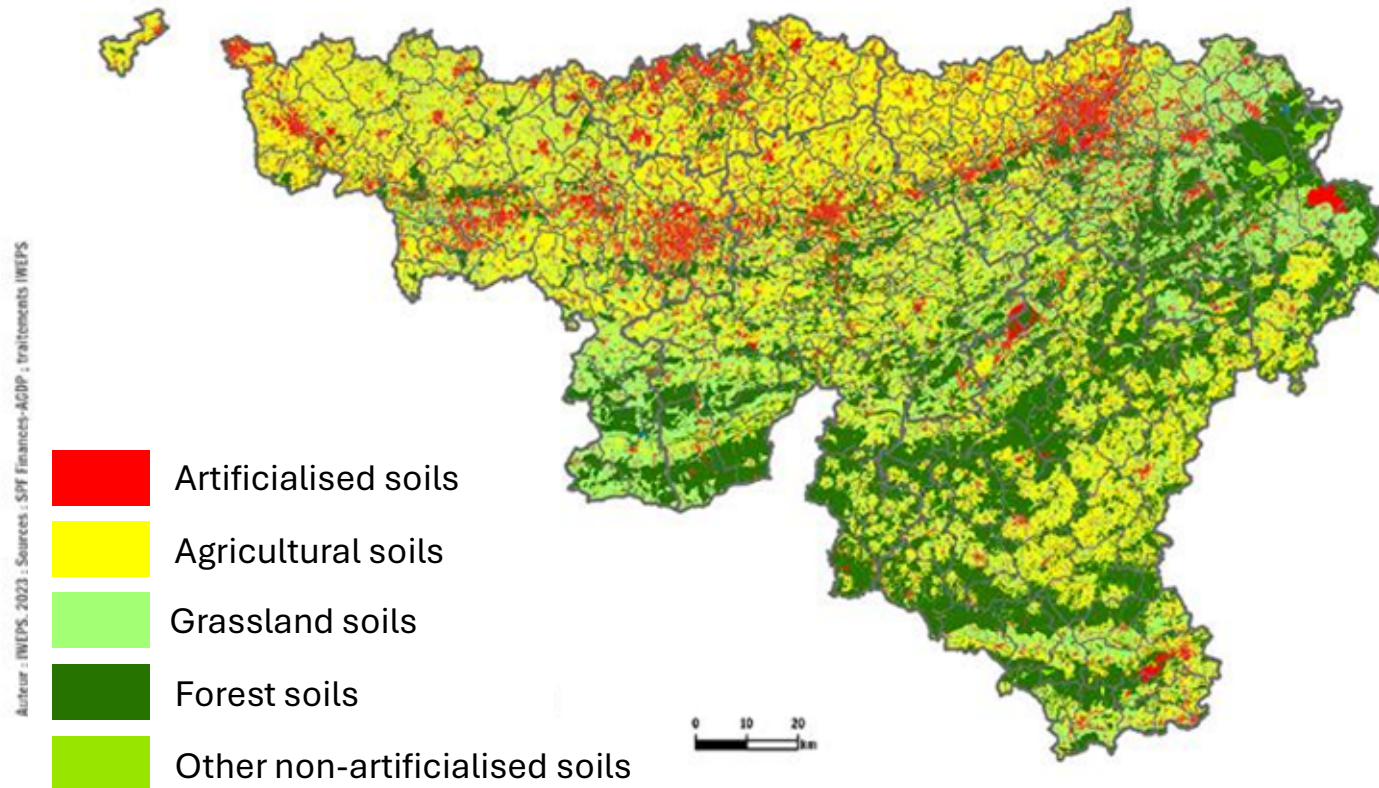 Auteur : IWEPS, 2023 ; Sources : SPF Finances-AGDP ; traitements IWEPS
Artificialised soils
Agricultural soils
Grassland soils
Forest soils
Other non-artificialised soils
0 10 20
km